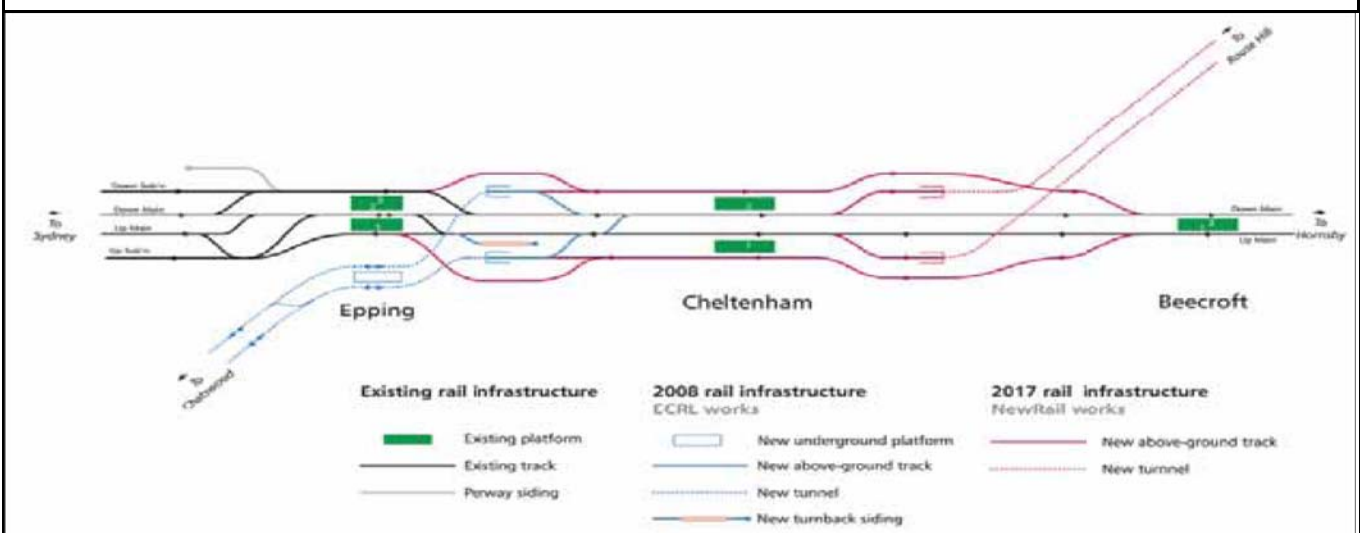 To
Rouse Hill
Down Sub'n
Down Main
Up Main
Up Sub'n
To
Sydney
Down Main
Up Main
To
Hornsby
Epping
Cheltenham
Beecroft
To
Chatswood
Existing rail infrastructure
Existing platform
Existing track
Perway siding
2008 rail infrastructure
ECRL works
New underground platform
New above-ground track
New tunnel
New turnback siding
2017 rail infrastructure
NewRail works
New above-ground track
New turnnel